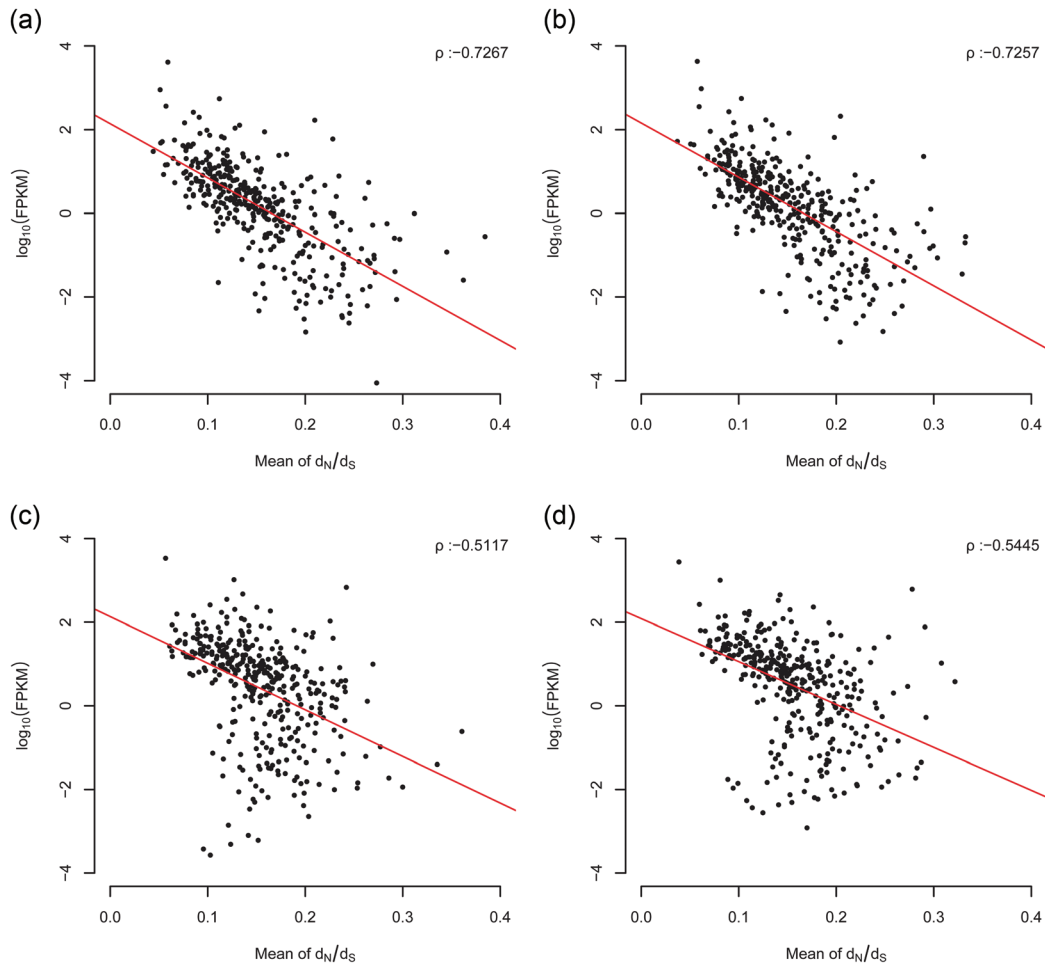 (a)
ρ :−0.7267
4
2
0
−2
−4
log10(FPKM)
0.0 0.1 0.2 0.3 0.4
Mean of dN/dS
(b)
ρ :−0.7257
4
2
0
−2
−4
log10(FPKM)
0.0 0.1 0.2 0.3 0.4
Mean of dN/dS
(c)
ρ :−0.5117
4
2
0
−2
−4
log10(FPKM)
0.0 0.1 0.2 0.3 0.4
Mean of dN/dS
(d)
ρ :−0.5445
4
2
0
−2
−4
log10(FPKM)
0.0 0.1 0.2 0.3 0.4
Mean of dN/dS